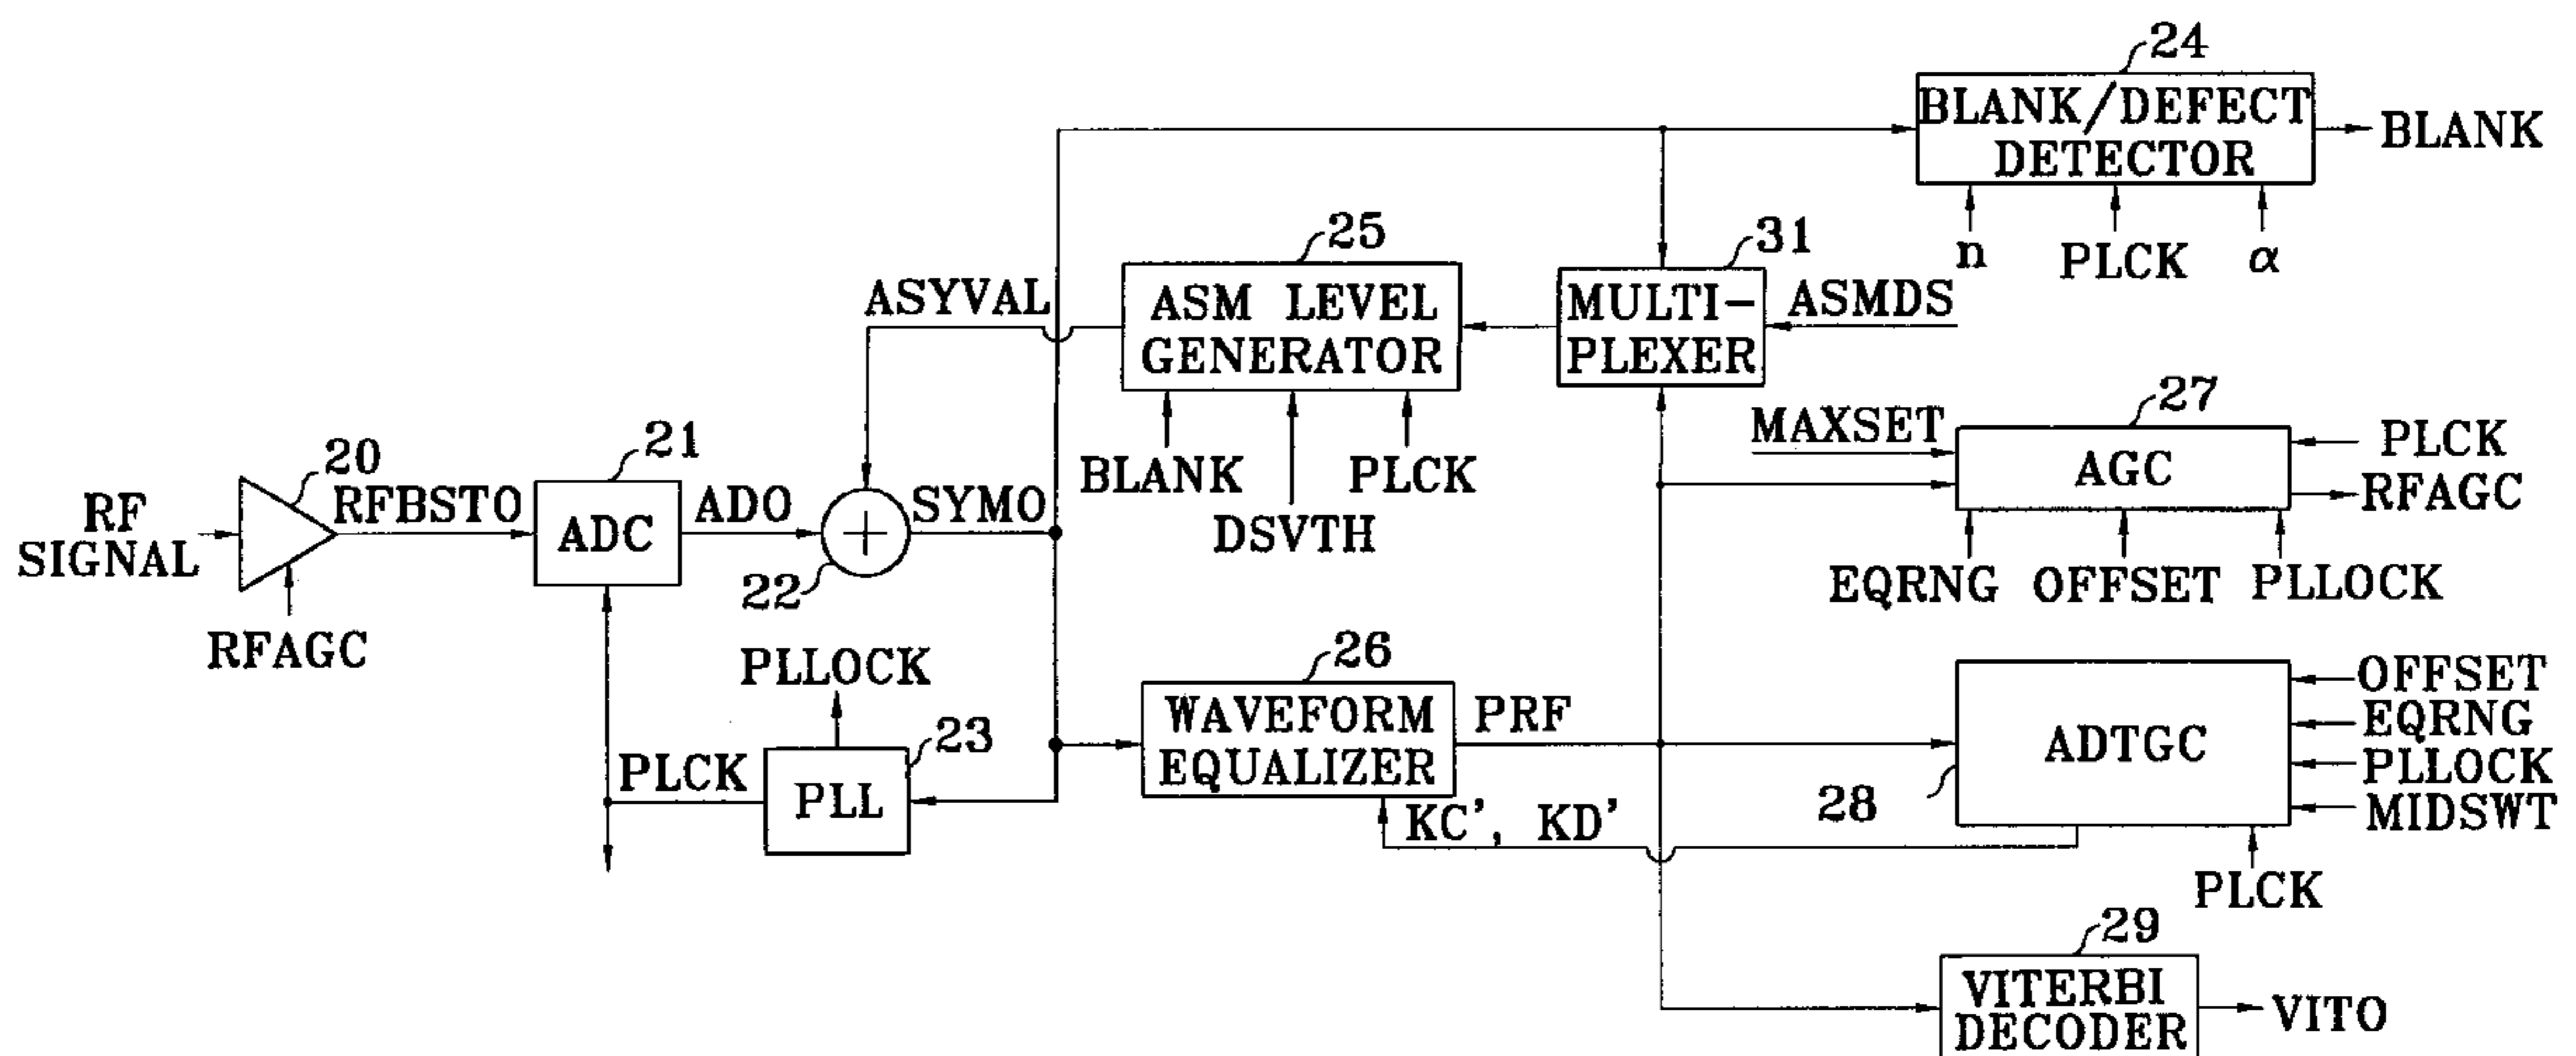 24
BLANK/DEFECT
DETECTOR
BLANK
n
PLCK
α
25
31
ASYVAL
ASM LEVEL
GENERATOR
MULTI-
PLEXER
ASMDS
BLANK
DSVTH
PLCK
MAXSET
27
AGC
PLCK
RFAGC
EQRNG
OFFSET
PLLOCK
RF
SIGNAL
20
RFBSTO
RFAGC
21
ADC
ADO
22
+
SYMO
PLLOCK
23
PLCK
PLL
26
WAVEFORM
EQUALIZER
PRF
KC', KD'
28
ADTGC
OFFSET
EQRNG
PLLOCK
MIDSWT
PLCK
29
VITERBI
DECODER
VITO